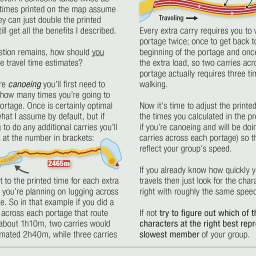 times printed on the map assume
ey can just double the printed
still get all the benefits I described.
stion remains, how should you
e travel time estimates?
re canoeing you'll first need to
how many times you're going to
ortage. Once is certainly optimal
what I assume by default, but if
g to do any additional carries you'll
at the number in brackets:
2465m
t to the printed time for each extra
you're planning on lugging across
e. So in that example if you did a
across each portage that route
about 1h10m, two carries would
mated 2h40m, while three carries
Traveling
Every extra carry requires you to
portage twice; once to get back to
beginning of the portage and once
the extra load, so two carries acro
portage actually requires three tim
walking.
Now it's time to adjust the printed
the times you calculated in the pre
if you're canoeing and will be doin
carries across each portage) so th
reflect your group's speed.
If you already know how quickly y
travels then just look for the chara
right with roughly the same speed
If not try to figure out which of th
characters at the right best repre
slowest member of your group.